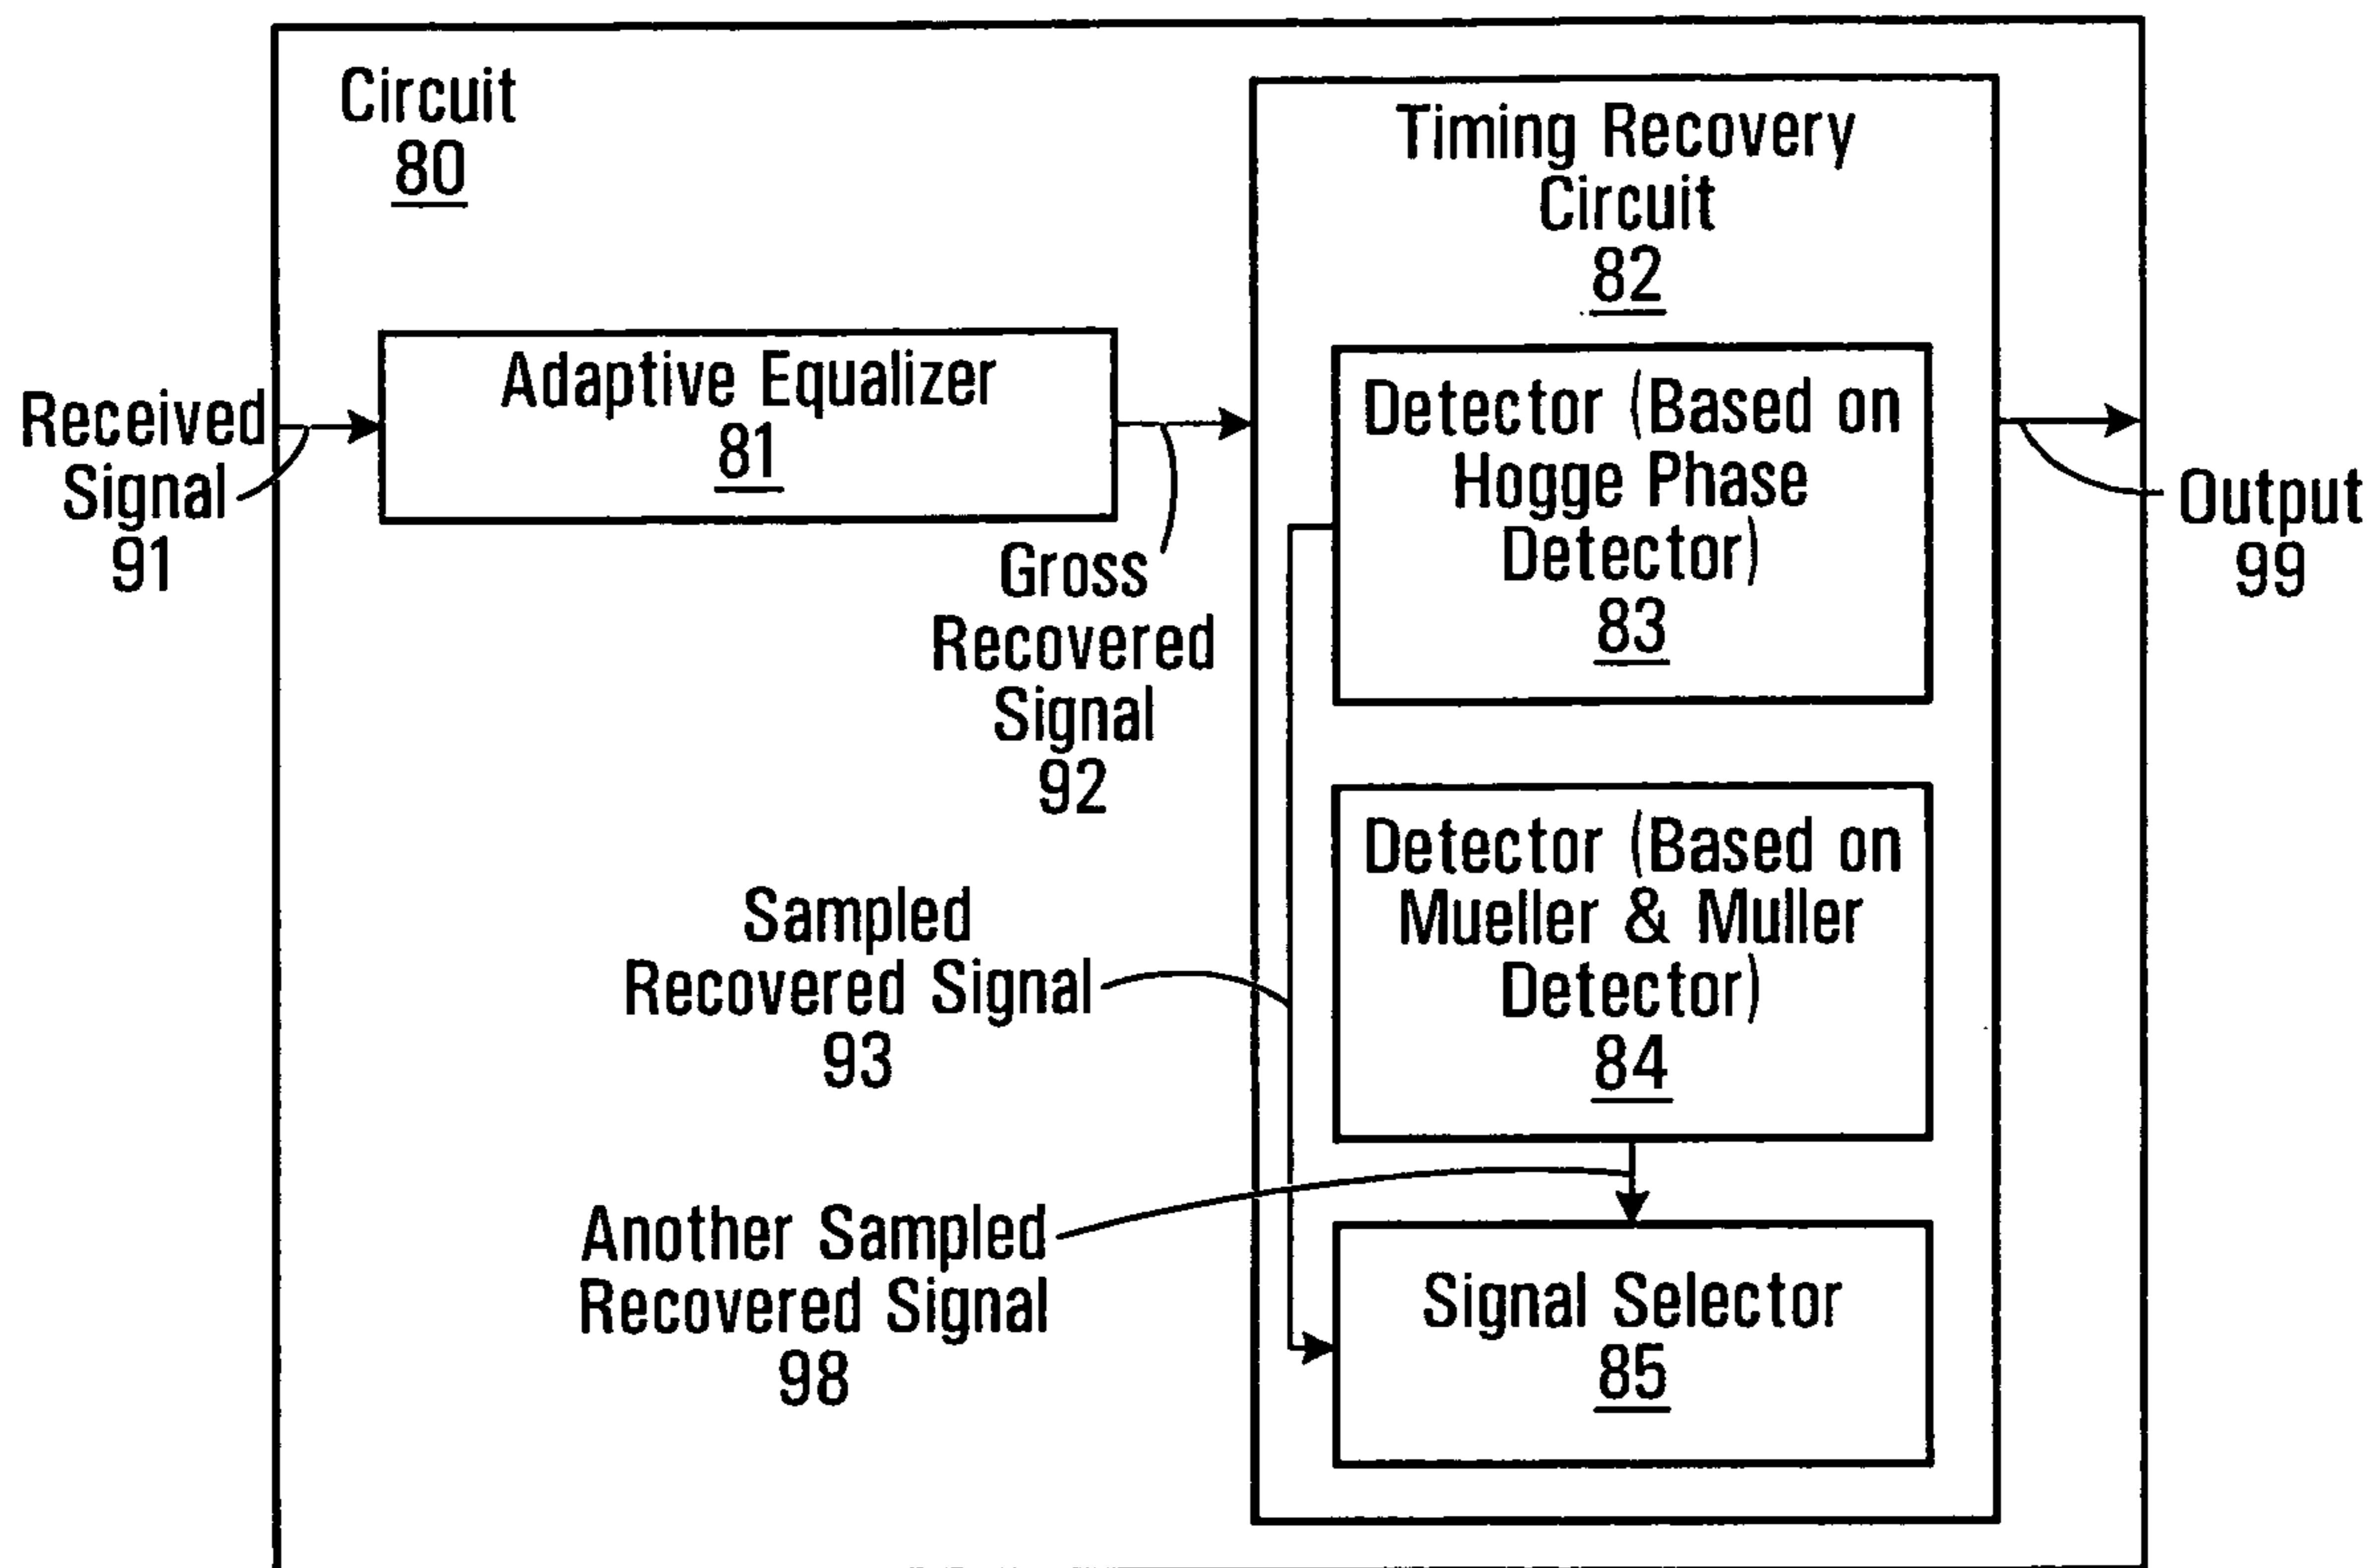 Circuit
80
Timing Recovery
Circuit
82
Received
Signal
91
Adaptive Equalizer
81
Gross
Recovered
Signal
92
Detector (Based on
Hogge Phase
Detector)
83
Output
99
Detector (Based on
Mueller & Muller
Detector)
84
Sampled
Recovered Signal
93
Another Sampled
Recovered Signal
98
Signal Selector
85